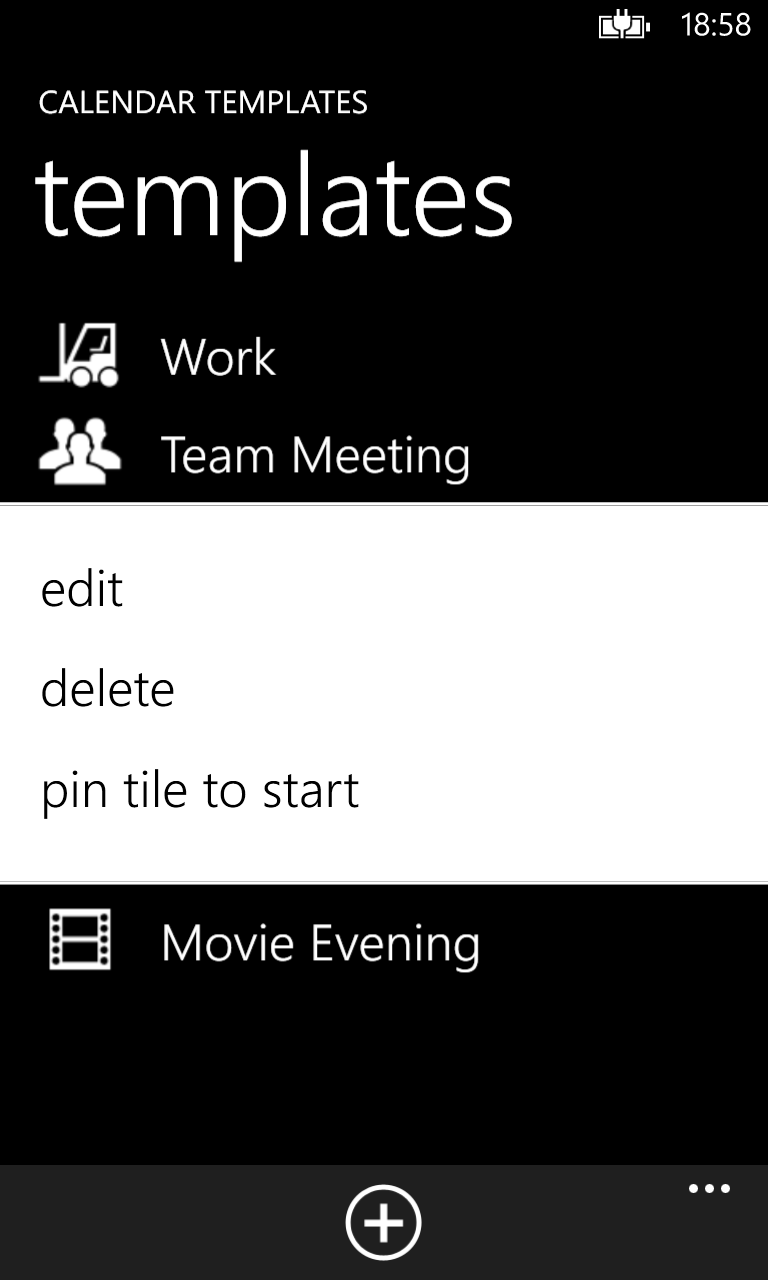 18:58
CALENDAR TEMPLATES
templates
Work
Team Meeting
edit
delete
pin tile to start
Movie Evening